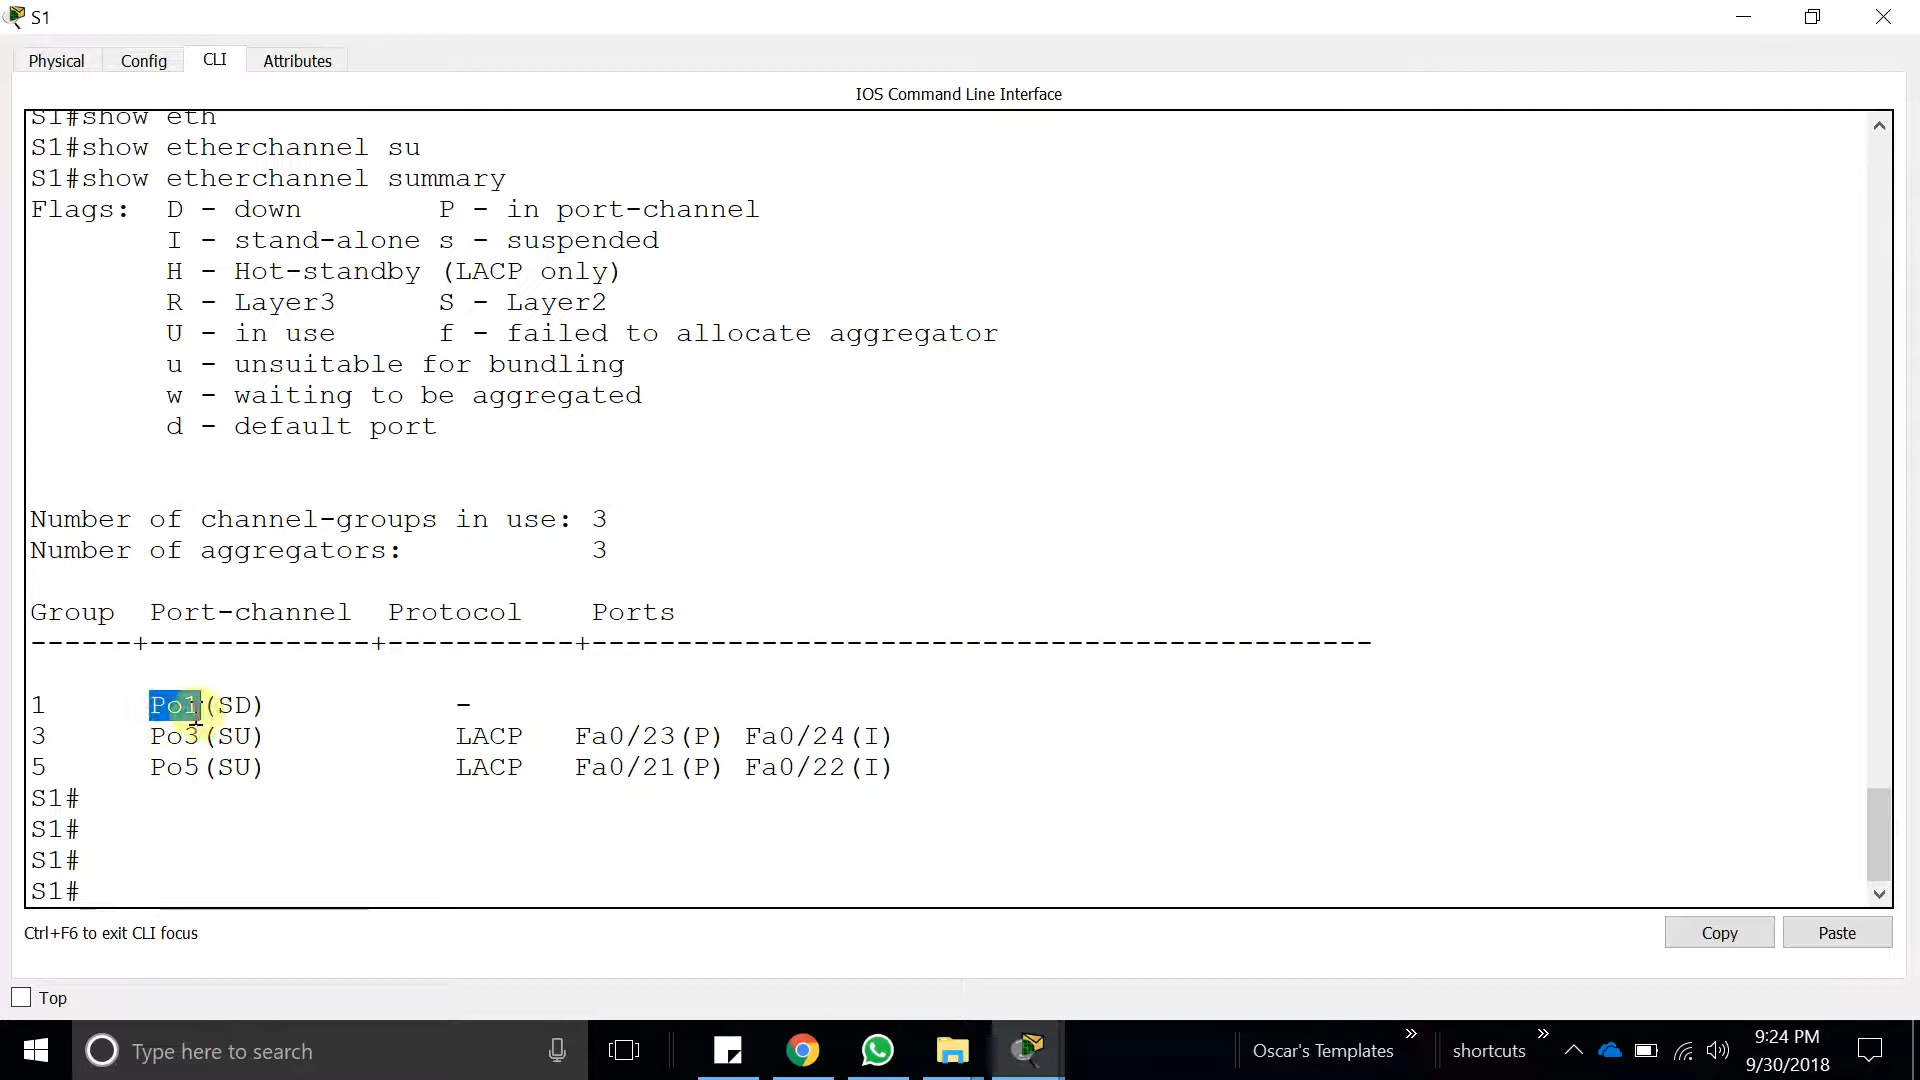 S1
Physical Config CLI Attributes
IOS Command Line Interface
S1#show eth
S1#show etherchannel su
S1#show etherchannel summary
Flags:  D - down        P - in port-channel
        I - stand-alone s - suspended
        H - Hot-standby (LACP only)
        R - Layer3      S - Layer2
        U - in use      f - failed to allocate aggregator
        u - unsuitable for bundling
        w - waiting to be aggregated
        d - default port
Number of channel-groups in use: 3
Number of aggregators:           3
Group  Port-channel  Protocol    Ports
------+-------------+-----------+----------------------------------------------
1      Po1(SD)           -
3      Po3(SU)           LACP   Fa0/23(P) Fa0/24(I)
5      Po5(SU)           LACP   Fa0/21(P) Fa0/22(I)
S1#
S1#
S1#
S1#
Ctrl+F6 to exit CLI focus
Copy Paste
Top
Type here to search
Oscar's Templates »
shortcuts »
9:24 PM
9/30/2018